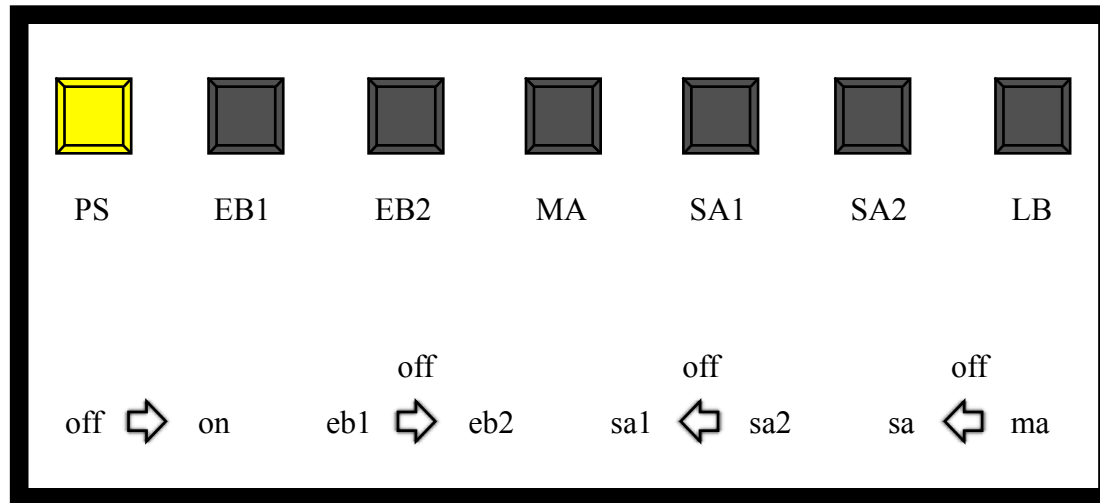 PS EB1 EB2 MA SA1 SA2 LB
off off off
off on eb1 eb2 sa1 sa2 sa ma